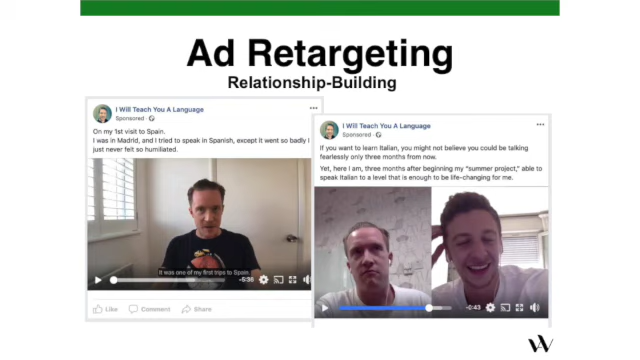 Ad Retargeting
Relationship-Building
I Will Teach You A Language
Sponsored ·
On my 1st visit to Spain.
I was in Madrid, and I tried to speak in Spanish, except it went so badly I
just never felt so humiliated.
It was one of my first trips to Spain
-5:36
Like Comment Share
I Will Teach You A Language
Sponsored ·
If you want to learn Italian, you might not believe you could be talking
fearlessly only three months from now.
Yet, here I am, three months after beginning my "summer project", able to
speak Italian to a level that is enough to be life-changing for me.
-0:43